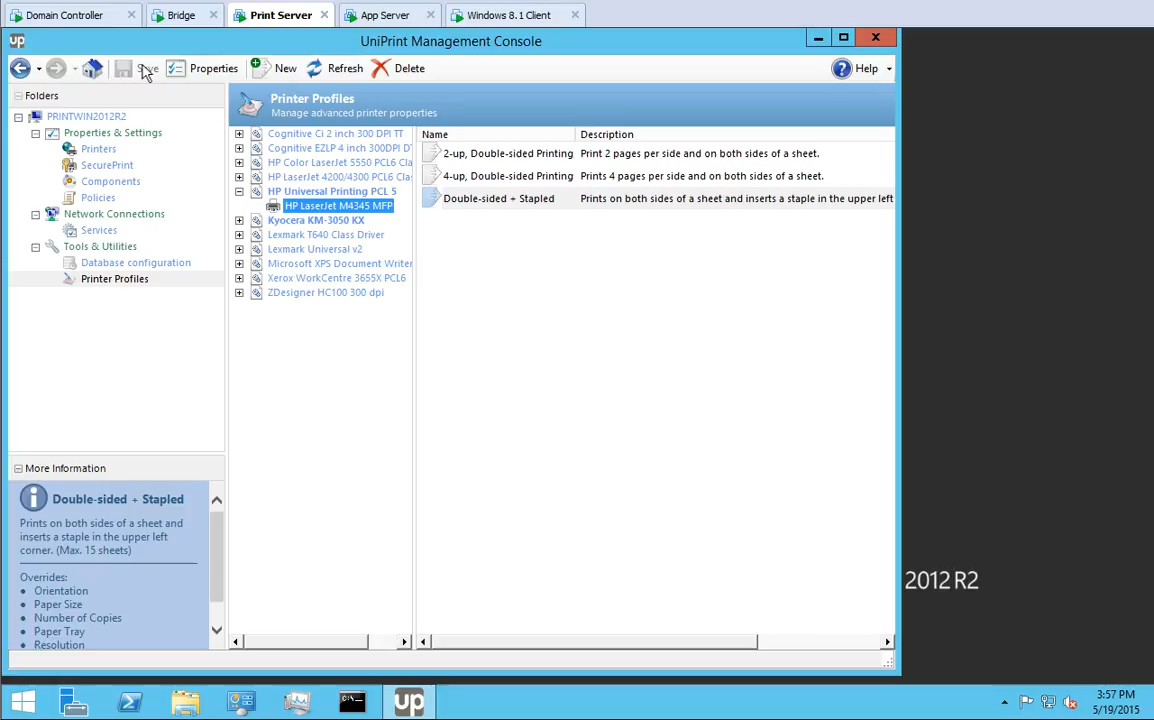 Domain Controller
Bridge
Print Server
App Server
Windows 8.1 Client
up
UniPrint Management Console
Save
Properties
New
Refresh
Delete
Help
Folders
PRINTWIN2012R2
Properties & Settings
Printers
SecurePrint
Components
Policies
Network Connections
Services
Tools & Utilities
Database configuration
Printer Profiles
Printer Profiles
Manage advanced printer properties
Cognitive Ci 2 inch 300 DPI TT
Cognitive EZLP 4 inch 300DPI D
HP Color LaserJet 5550 PCL6 Cla
HP LaserJet 4200/4300 PCL6 Cla
HP Universal Printing PCL 5
HP LaserJet M4345 MFP
Kyocera KM-3050 KX
Lexmark T640 Class Driver
Lexmark Universal v2
Microsoft XPS Document Writer
Xerox WorkCentre 3655X PCL6
ZDesigner HC100 300 dpi
Name Description
2-up, Double-sided Printing Print 2 pages per side and on both sides of a sheet.
4-up, Double-sided Printing Prints 4 pages per side and on both sides of a sheet.
Double-sided + Stapled Prints on both sides of a sheet and inserts a staple in the upper left
More Information
Double-sided + Stapled
Prints on both sides of a sheet and
inserts a staple in the upper left
corner. (Max. 15 sheets)
Overrides:
• Orientation
• Paper Size
• Number of Copies
• Paper Tray
• Resolution
2012 R2
up
3:57 PM
5/19/2015